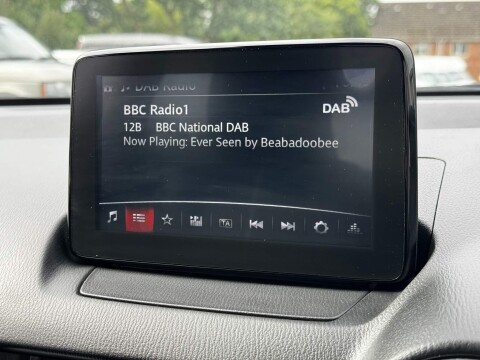 DAB Radio
BBC Radio1
DAB
12B BBC National DAB
Now Playing: Ever Seen by Beabadoobee
TA